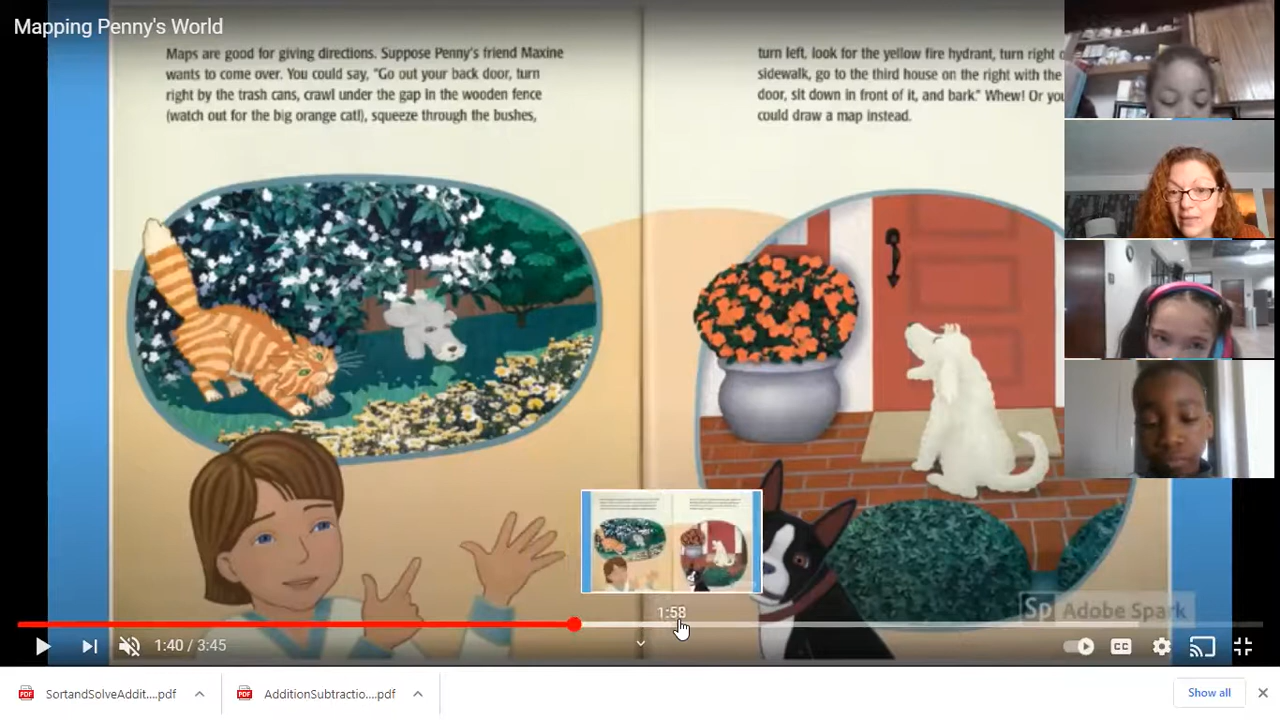 Mapping Penny's World
Maps are good for giving directions. Suppose Penny's friend Maxine
wants to come over. You could say, "Go out your back door, turn
right by the trash cans, crawl under the gap in the wooden fence
(watch out for the big orange cat!), squeeze through the bushes,
turn left, look for the yellow fire hydrant, turn right
sidewalk, go to the third house on the right with the
door, sit down in front of it, and bark." Whew! Or you
could draw a map instead.
1:58
Sp Adobe Spark
1:40 / 3:45
CC
SortandSolveAddit....pdf
AdditionSubtractio....pdf
Show all